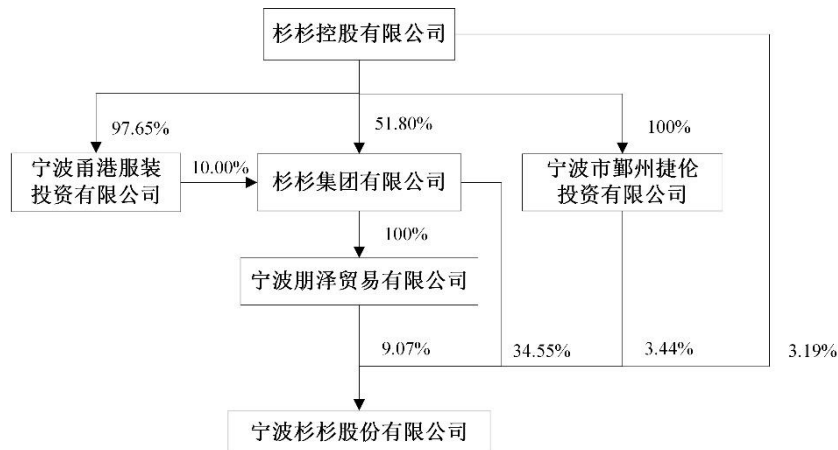 杉杉控股有限公司
97.65%
51.80%
100%
宁波甬港服装
投资有限公司
10.00%
杉杉集团有限公司
宁波市鄞州捷伦
投资有限公司
100%
宁波朋泽贸易有限公司
9.07%
34.55%
3.44%
3.19%
宁波杉杉股份有限公司